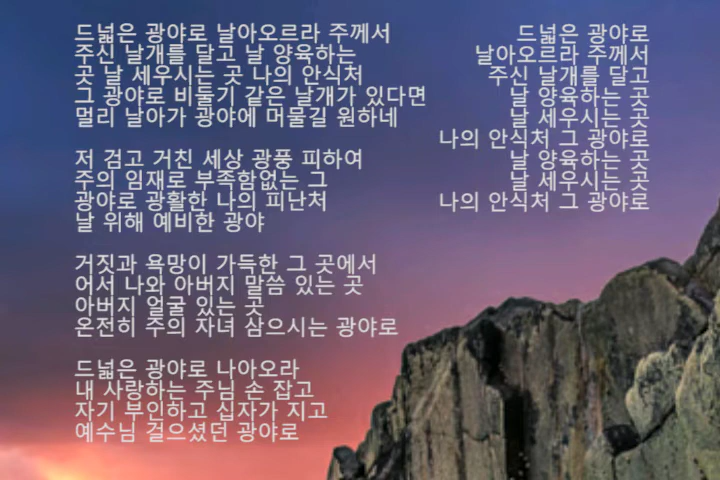 드넓은 광야로 날아오르라 주께서
주신 날개를 달고 날 양육하는
곳 날 세우시는 곳 나의 안식처
그 광야로 비둘기 같은 날개가 있다면
멀리 날아가 광야에 머물길 원하네
저 검고 거친 세상 광풍 피하여
주의 임재로 부족함없는 그
광야로 광활한 나의 피난처
날 위해 예비한 광야
거짓과 욕망이 가득한 그 곳에서
어서 나와 아버지 말씀 있는 곳
아버지 얼굴 있는 곳
온전히 주의 자녀 삼으시는 광야로
드넓은 광야로 나아오라
내 사랑하는 주님 손 잡고
자기 부인하고 십자가 지고
예수님 걸으셨던 광야로
드넓은 광야로
날아오르라 주께서
주신 날개를 달고
날 양육하는 곳
날 세우시는 곳
나의 안식처 그 광야로
날 양육하는 곳
날 세우시는 곳
나의 안식처 그 광야로